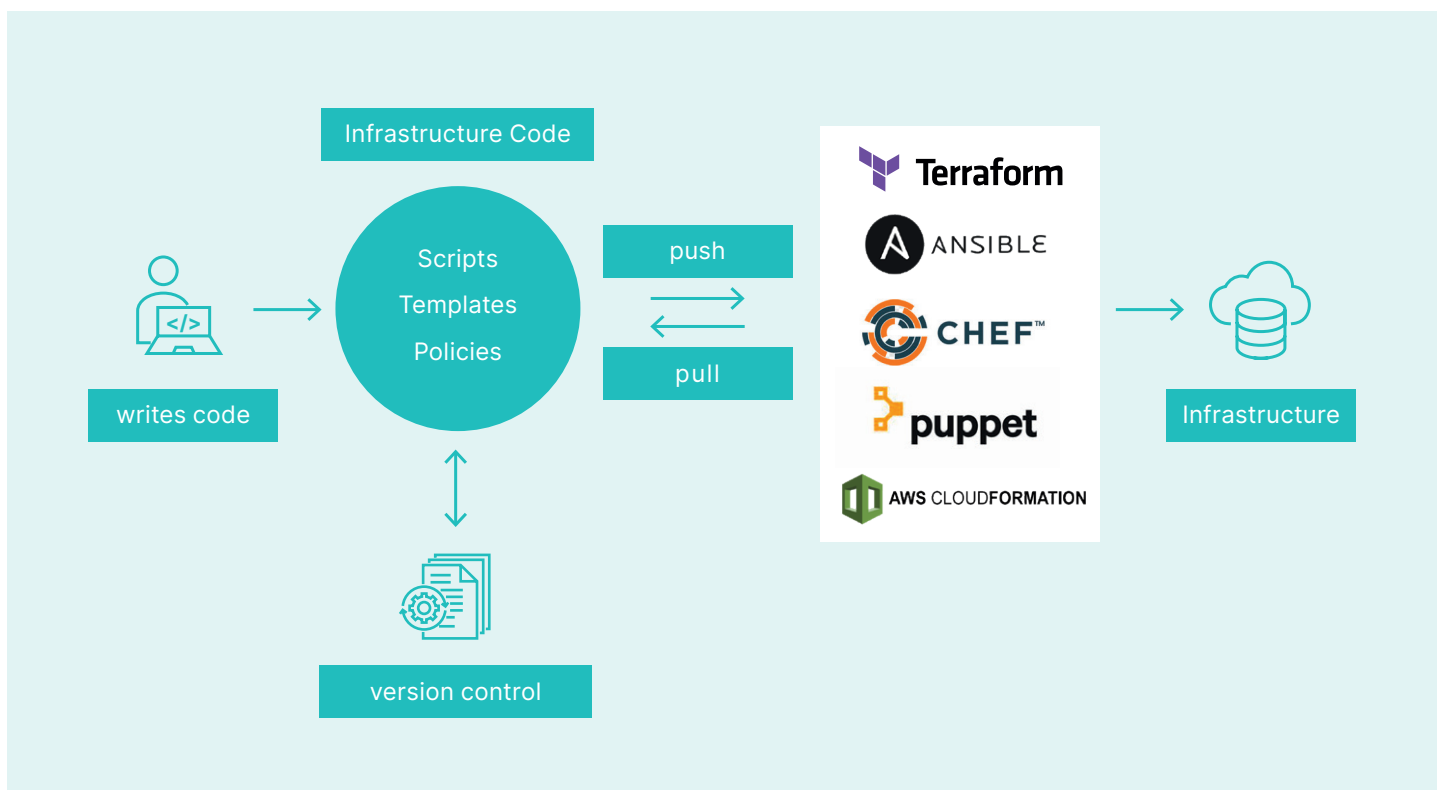 Infrastructure Code
Scripts
Templates
Policies
</>
writes code
push
pull
version control
Terraform
A ANSIBLE
CHEF™
puppet
AWS CLOUDFORMATION
Infrastructure